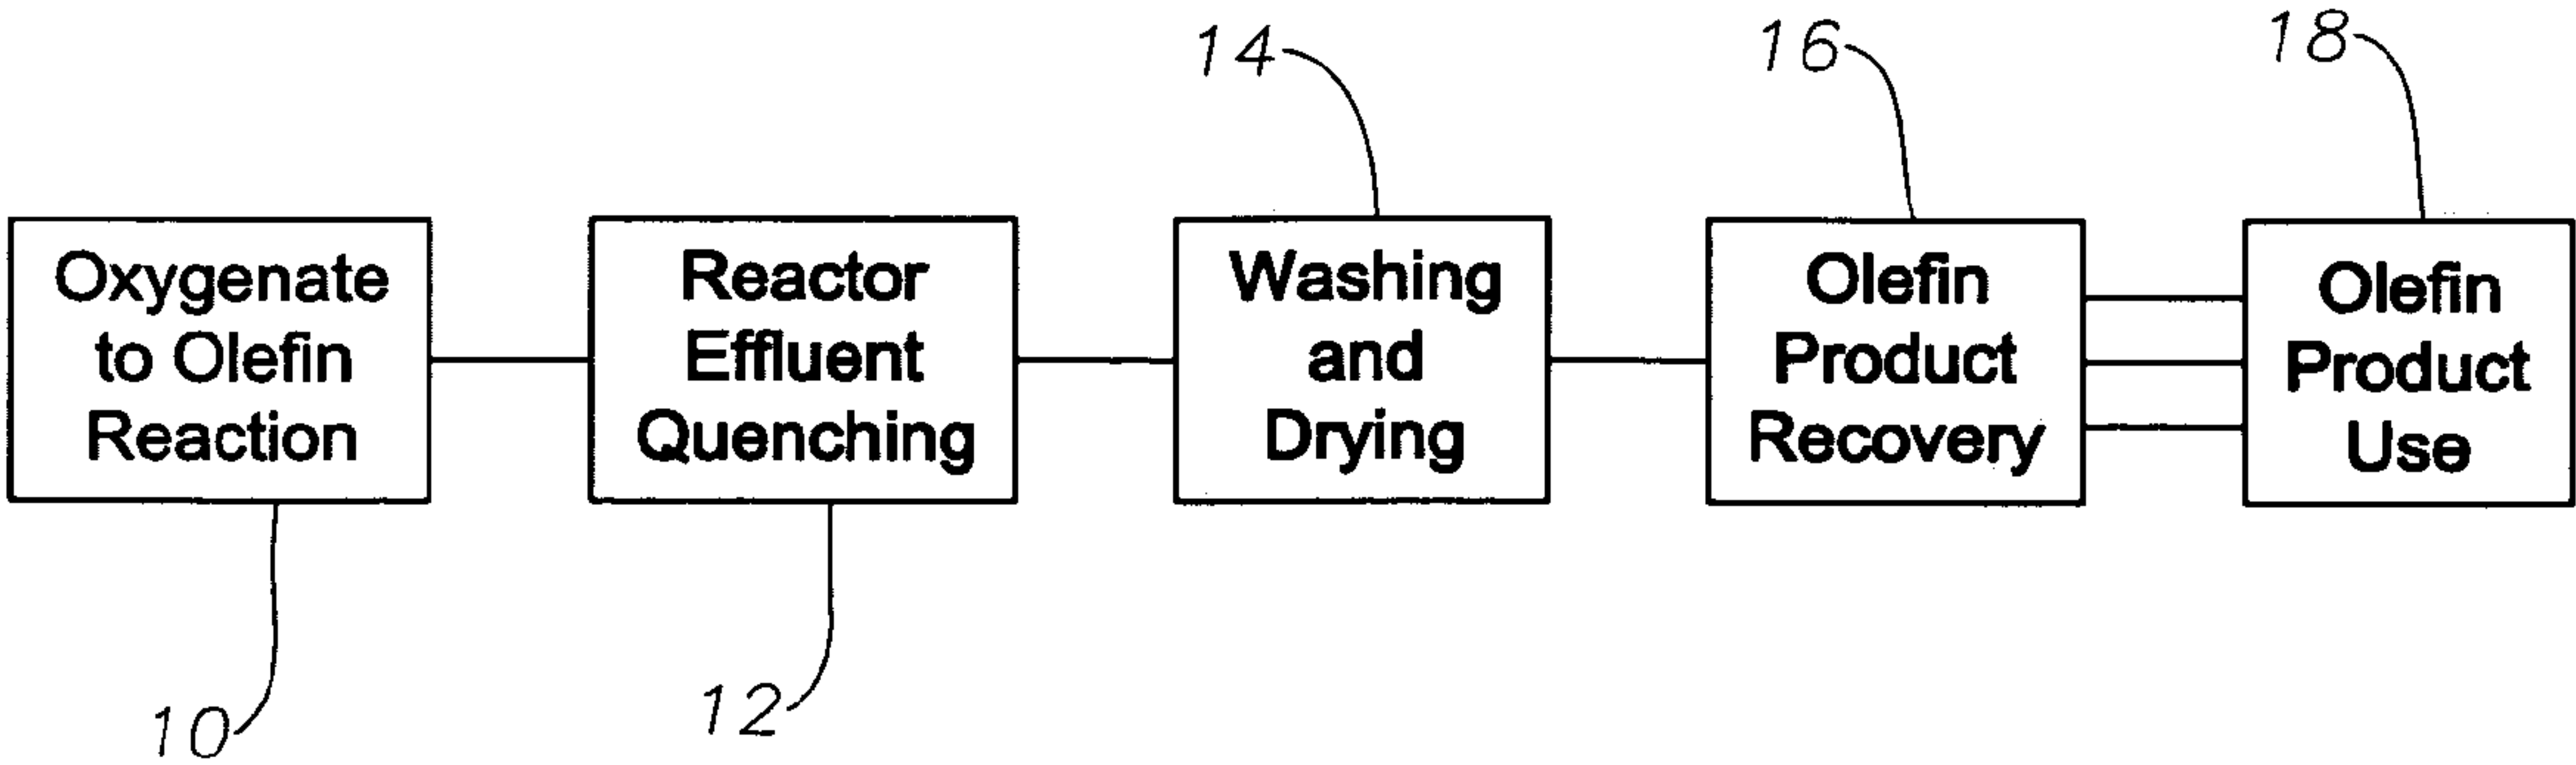 14
16
18
Oxygenate
to Olefin
Reaction
Reactor
Effluent
Quenching
Washing
and
Drying
Olefin
Product
Recovery
Olefin
Product
Use
10
12